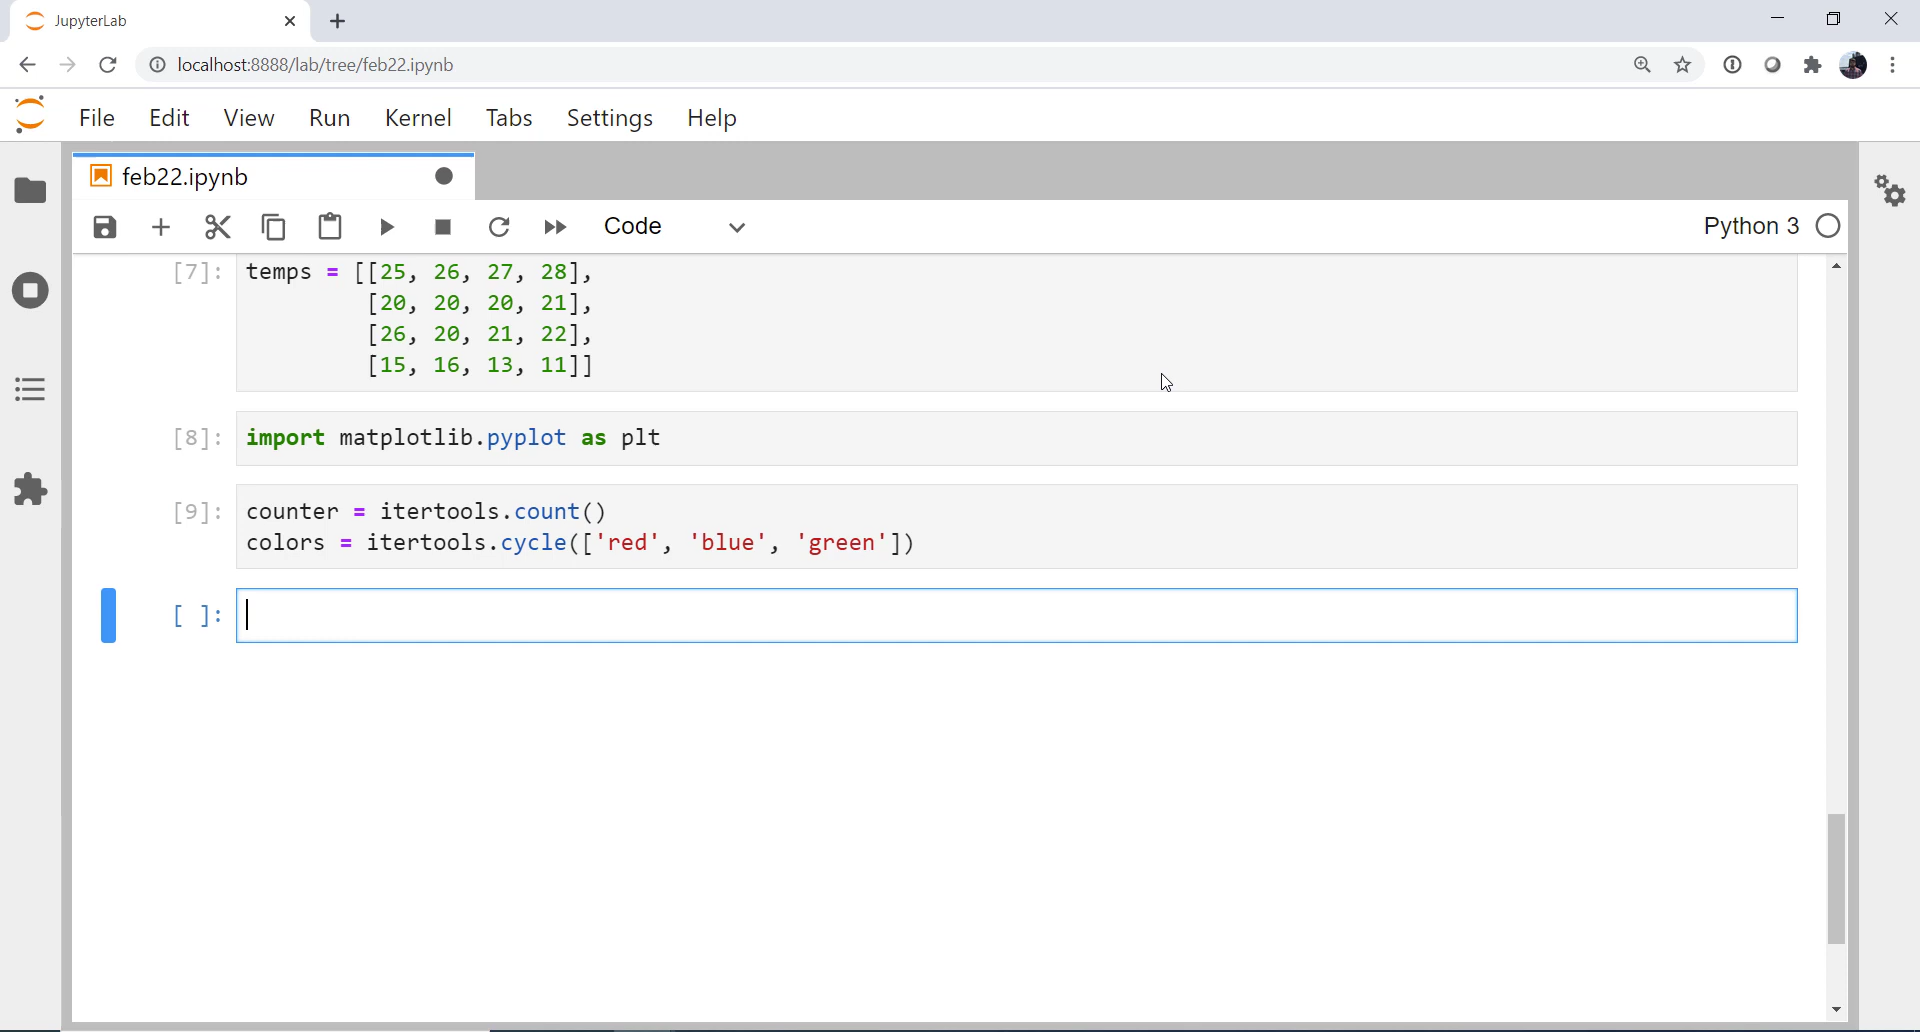 JupyterLab
localhost:8888/lab/tree/feb22.ipynb
File Edit View Run Kernel Tabs Settings Help
feb22.ipynb
Code
Python 3
[7]: temps = [[25, 26, 27, 28],
[20, 20, 20, 21],
[26, 20, 21, 22],
[15, 16, 13, 11]]
[8]: import matplotlib.pyplot as plt
[9]: counter = itertools.count()
colors = itertools.cycle(['red', 'blue', 'green'])
[ ]: